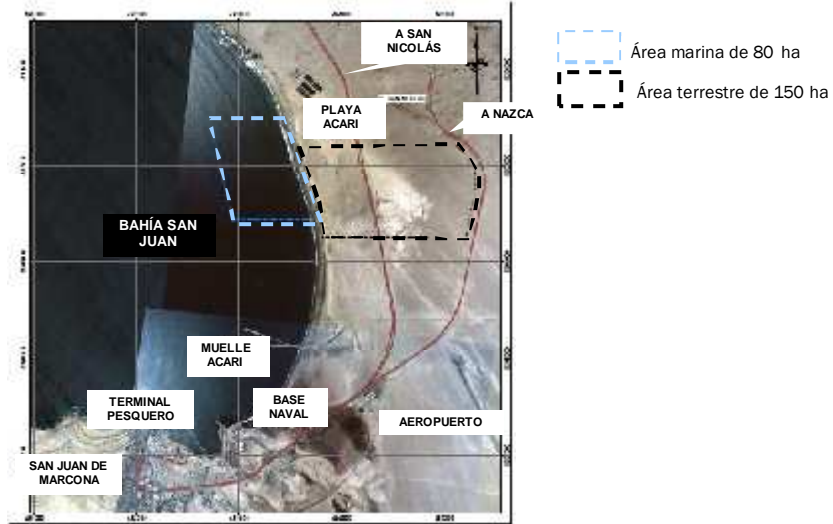 A SAN
NICOLÁS
Área marina de 80 ha
Área terrestre de 150 ha
PLAYA
ACARI
A NAZCA
BAHÍA SAN
JUAN
MUELLE
ACARI
TERMINAL
PESQUERO
BASE
NAVAL
AEROPUERTO
SAN JUAN DE
MARCONA